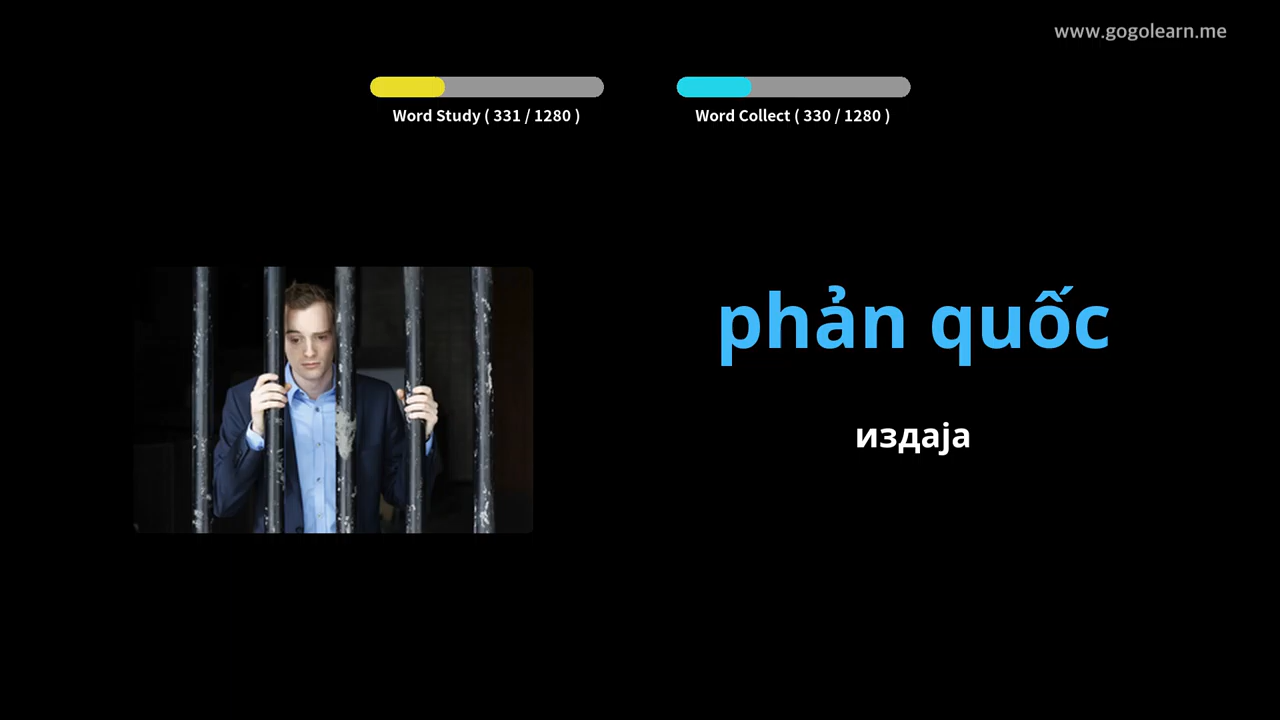 www.gogolearn.me
Word Study ( 331 / 1280 )
Word Collect ( 330 / 1280 )
phản quốc
издаја